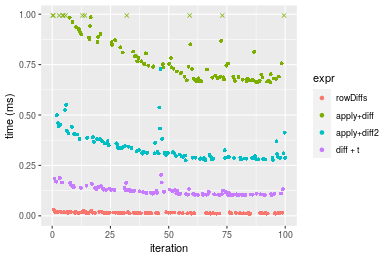 1.00
0.75
0.50
0.25
0.00
time (ms)
0
25
50
75
100
iteration
expr
rowDiffs
apply+diff
apply+diff2
diff + t